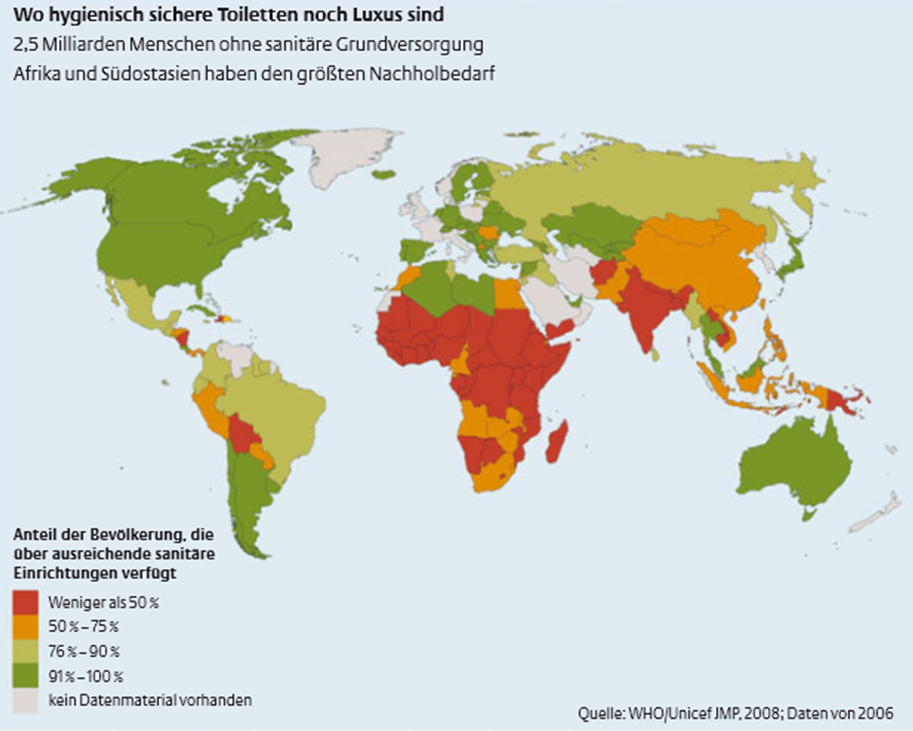 Wo hygienisch sichere Toiletten noch Luxus sind
2,5 Milliarden Menschen ohne sanitäre Grundversorgung
Afrika und Südostasien haben den größten Nachholbedarf
Anteil der Bevölkerung, die
über ausreichende sanitäre
Einrichtungen verfügt
Weniger als 50 %
50 %–75 %
76 %–90 %
91 %–100 %
kein Datenmaterial vorhanden
Quelle: WHO/Unicef JMP, 2008; Daten von 2006